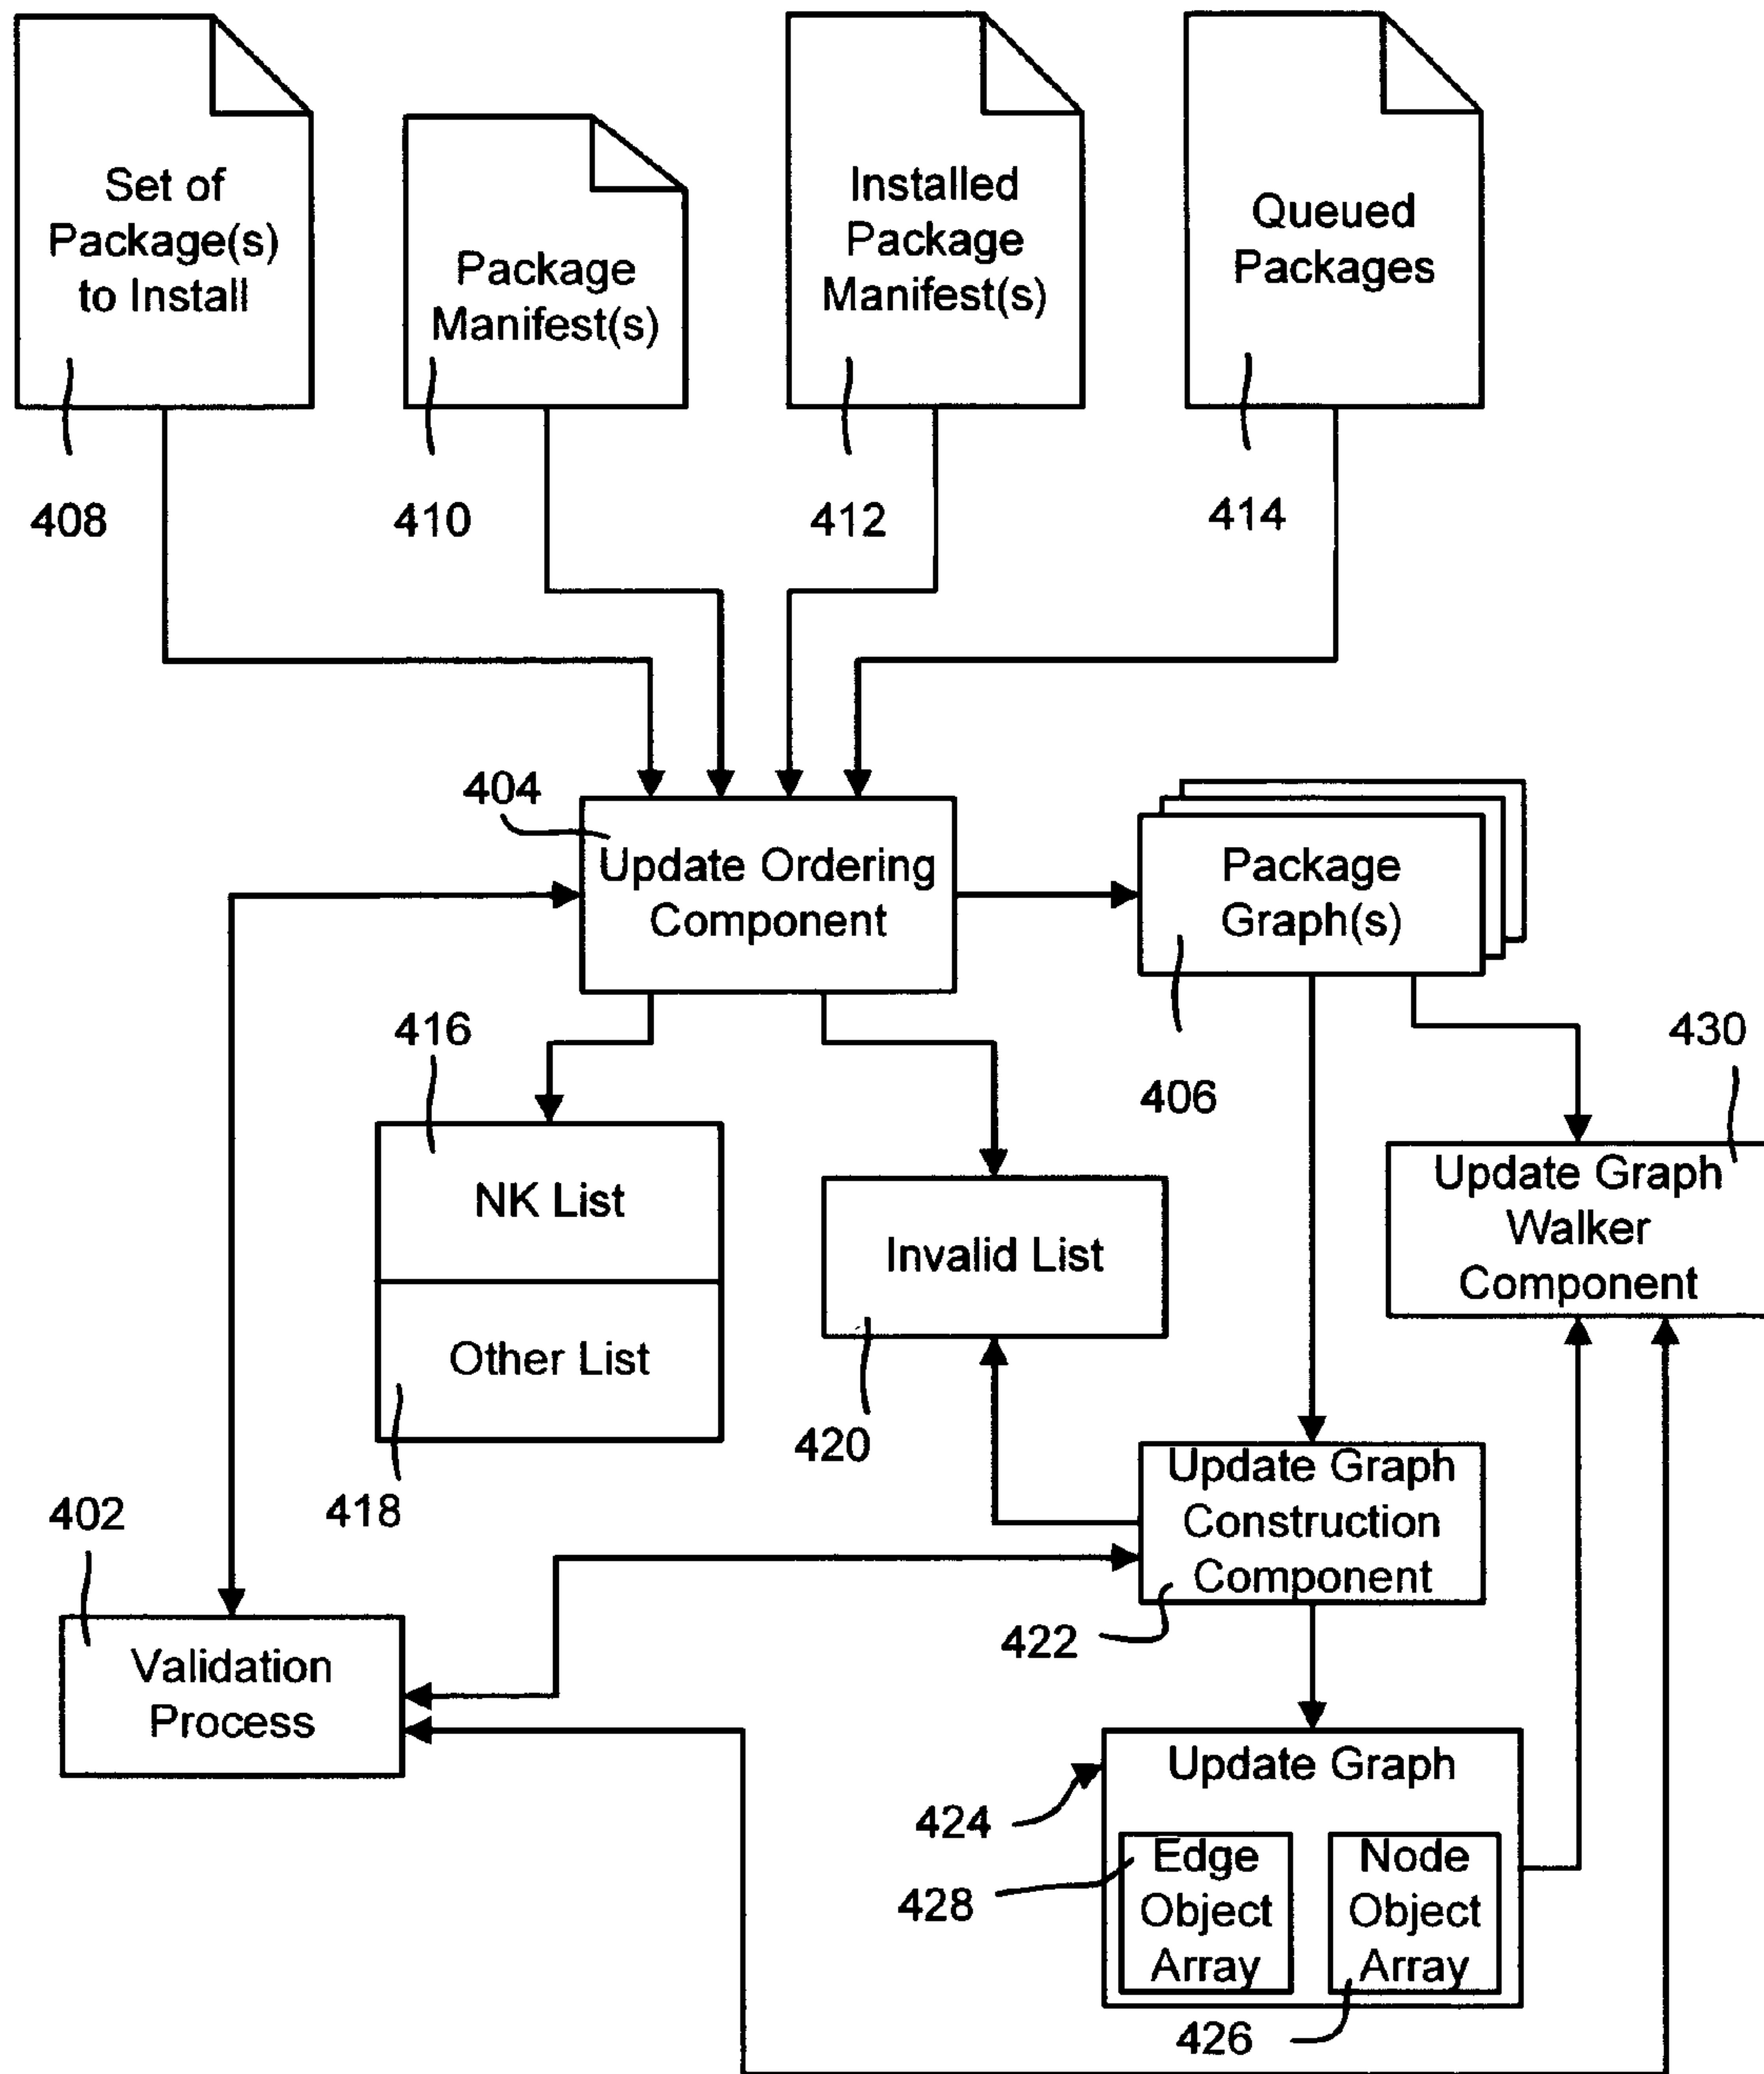 Set of
Package(s)
to Install
408
Package
Manifest(s)
410
Installed
Package
Manifest(s)
412
Queued
Packages
414
404
Update Ordering
Component
Package
Graph(s)
406
416
NK List
Other List
418
Invalid List
420
430
Update Graph
Walker
Component
402
Validation
Process
Update Graph
Construction
Component
422
Update Graph
424
Edge
Object
Array
428
Node
Object
Array
426